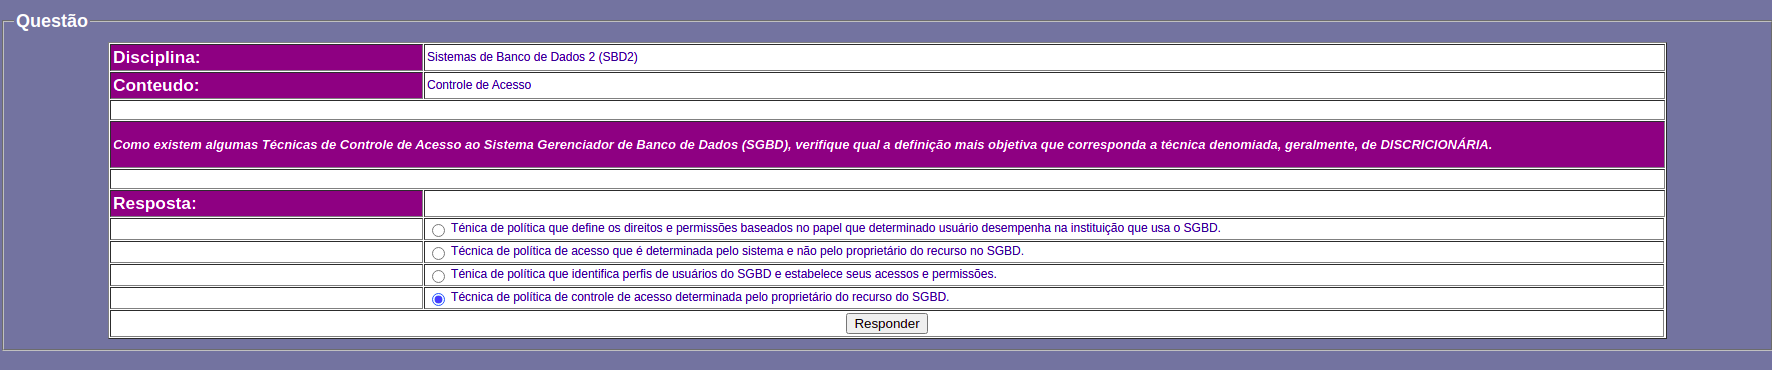 Questão
Disciplina: Sistemas de Banco de Dados 2 (SBD2)
Conteudo: Controle de Acesso
Como existem algumas Técnicas de Controle de Acesso ao Sistema Gerenciador de Banco de Dados (SGBD), verifique qual a definição mais objetiva que corresponda a técnica denomiada, geralmente, de DISCRICIONÁRIA.
Resposta:
Ténica de política que define os direitos e permissões baseados no papel que determinado usuário desempenha na instituição que usa o SGBD.
Técnica de política de acesso que é determinada pelo sistema e não pelo proprietário do recurso no SGBD.
Ténica de política que identifica perfis de usuários do SGBD e estabelece seus acessos e permissões.
Técnica de política de controle de acesso determinada pelo proprietário do recurso do SGBD.
Responder